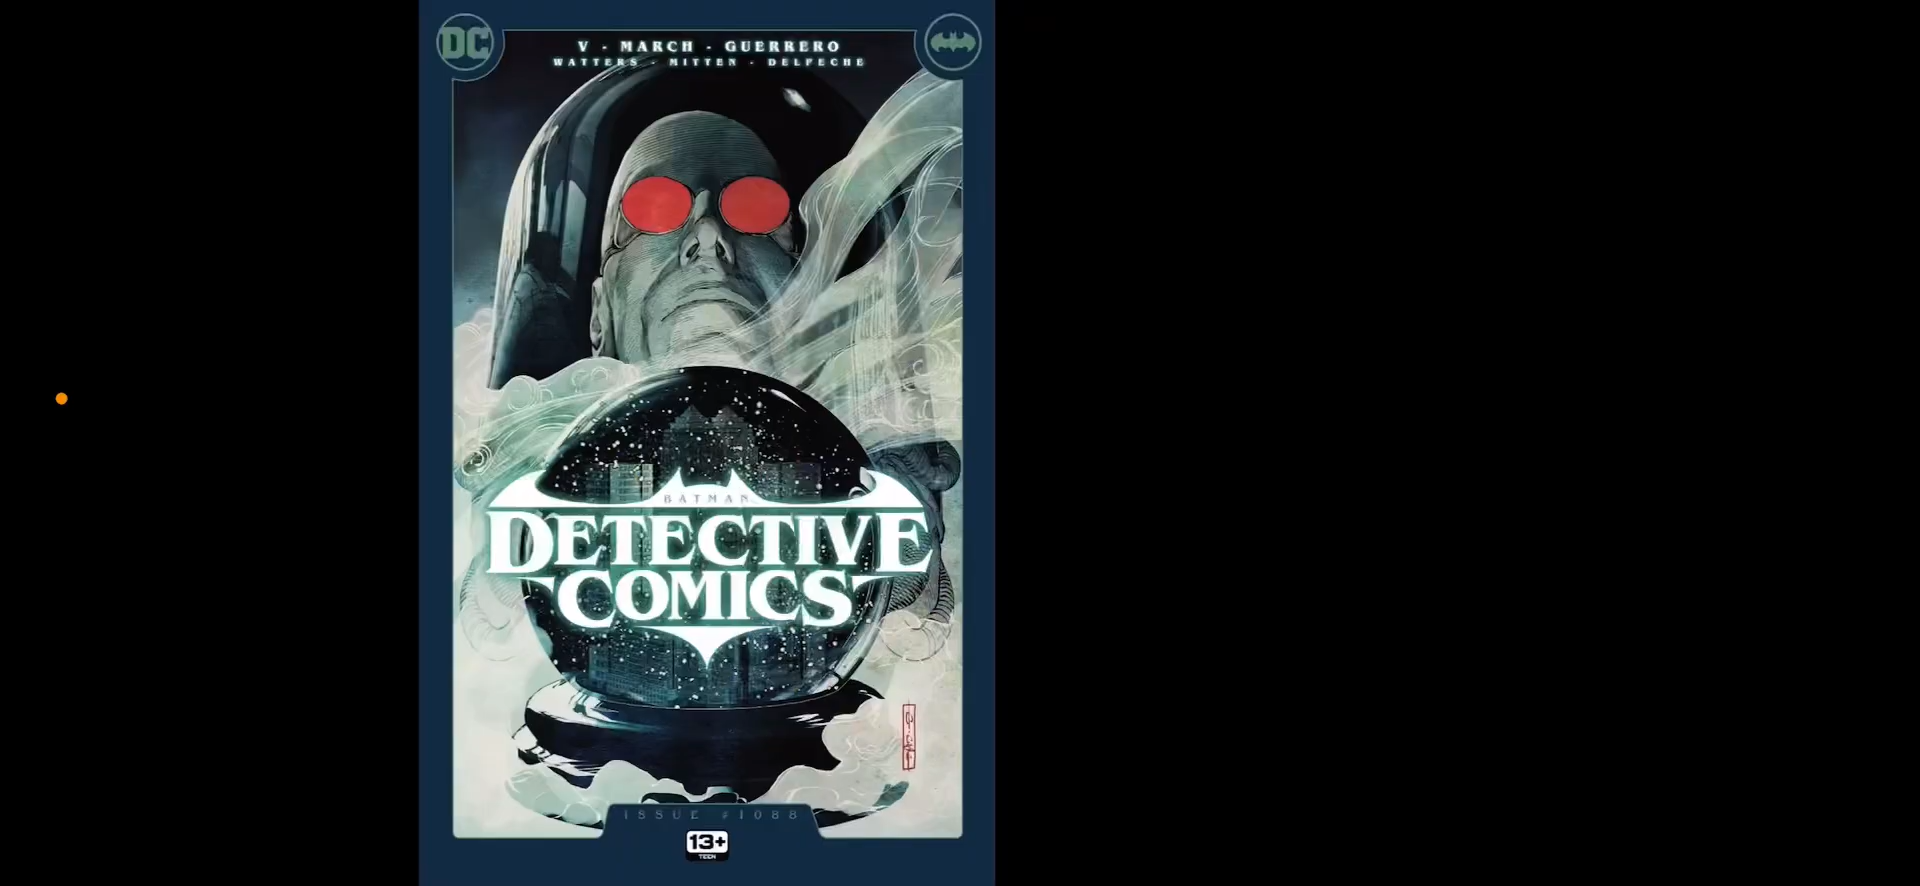 DC
V - MARCH - GUERRERO
WATTERS - MITTEN - DELPECHE
BATMAN
DETECTIVE
COMICS
ISSUE #1088
13+
TEEN